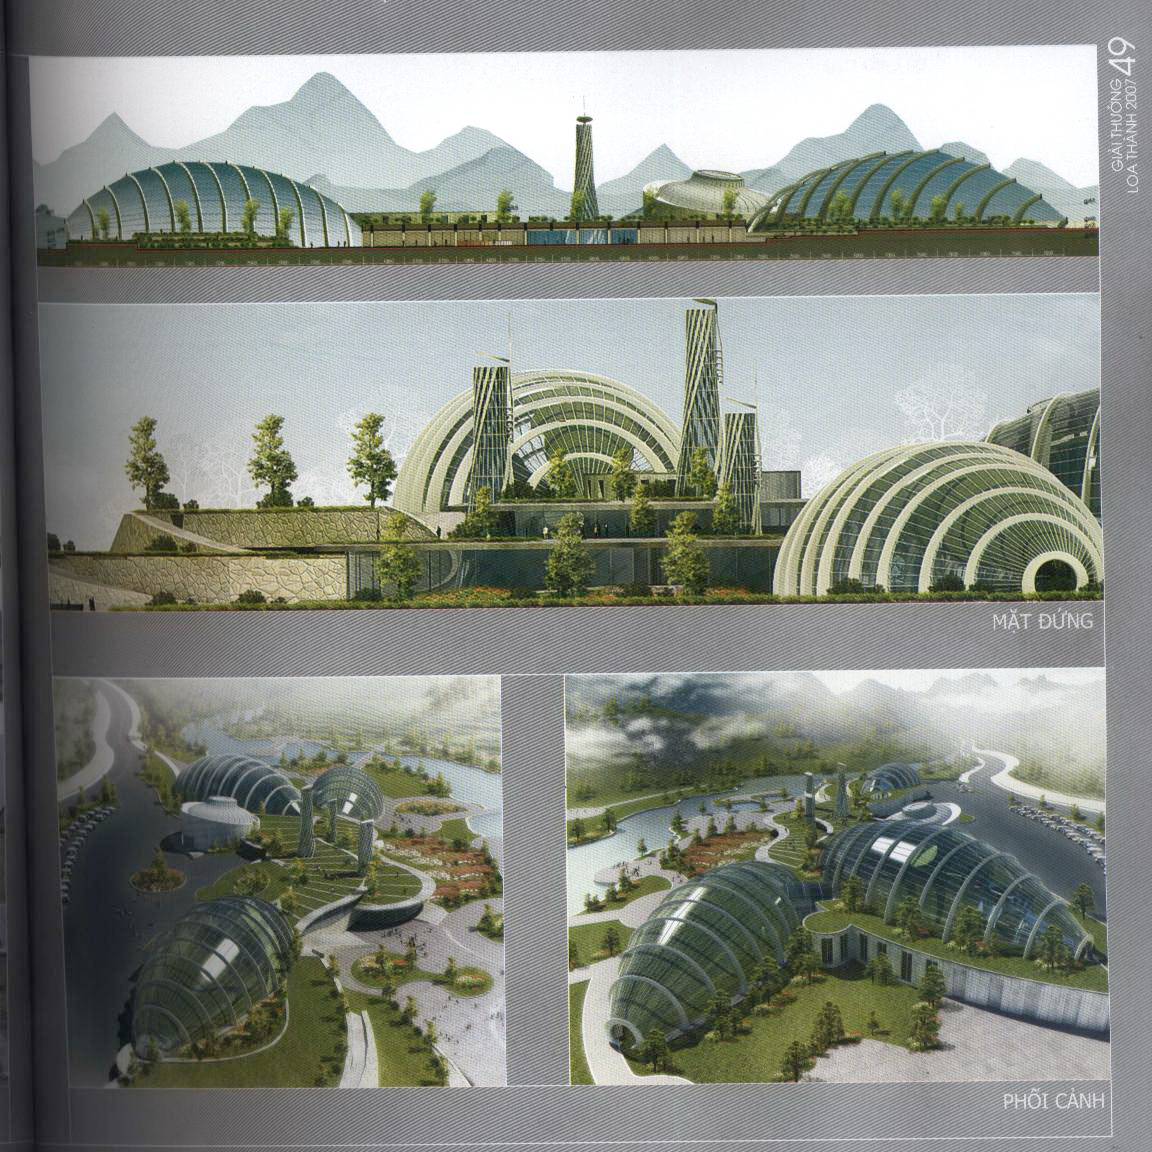 49
GIẢI THƯỞNG
LOA THÀNH 2007
MẶT ĐỨNG
PHỐI CẢNH